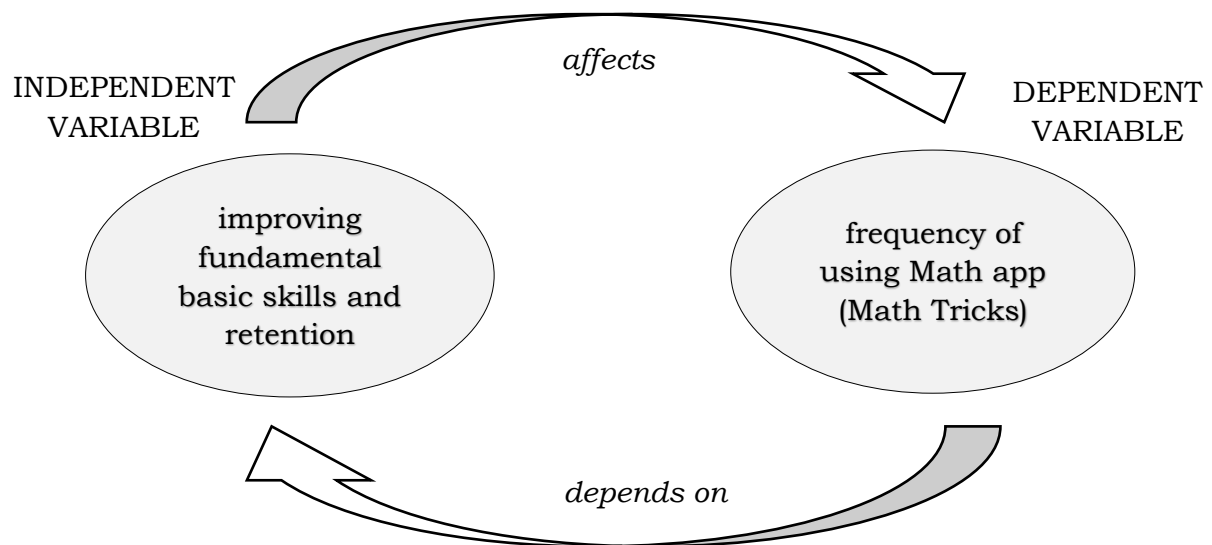 affects
INDEPENDENT
VARIABLE
DEPENDENT
VARIABLE
improving
fundamental
basic skills and
retention
frequency of
using Math app
(Math Tricks)
depends on